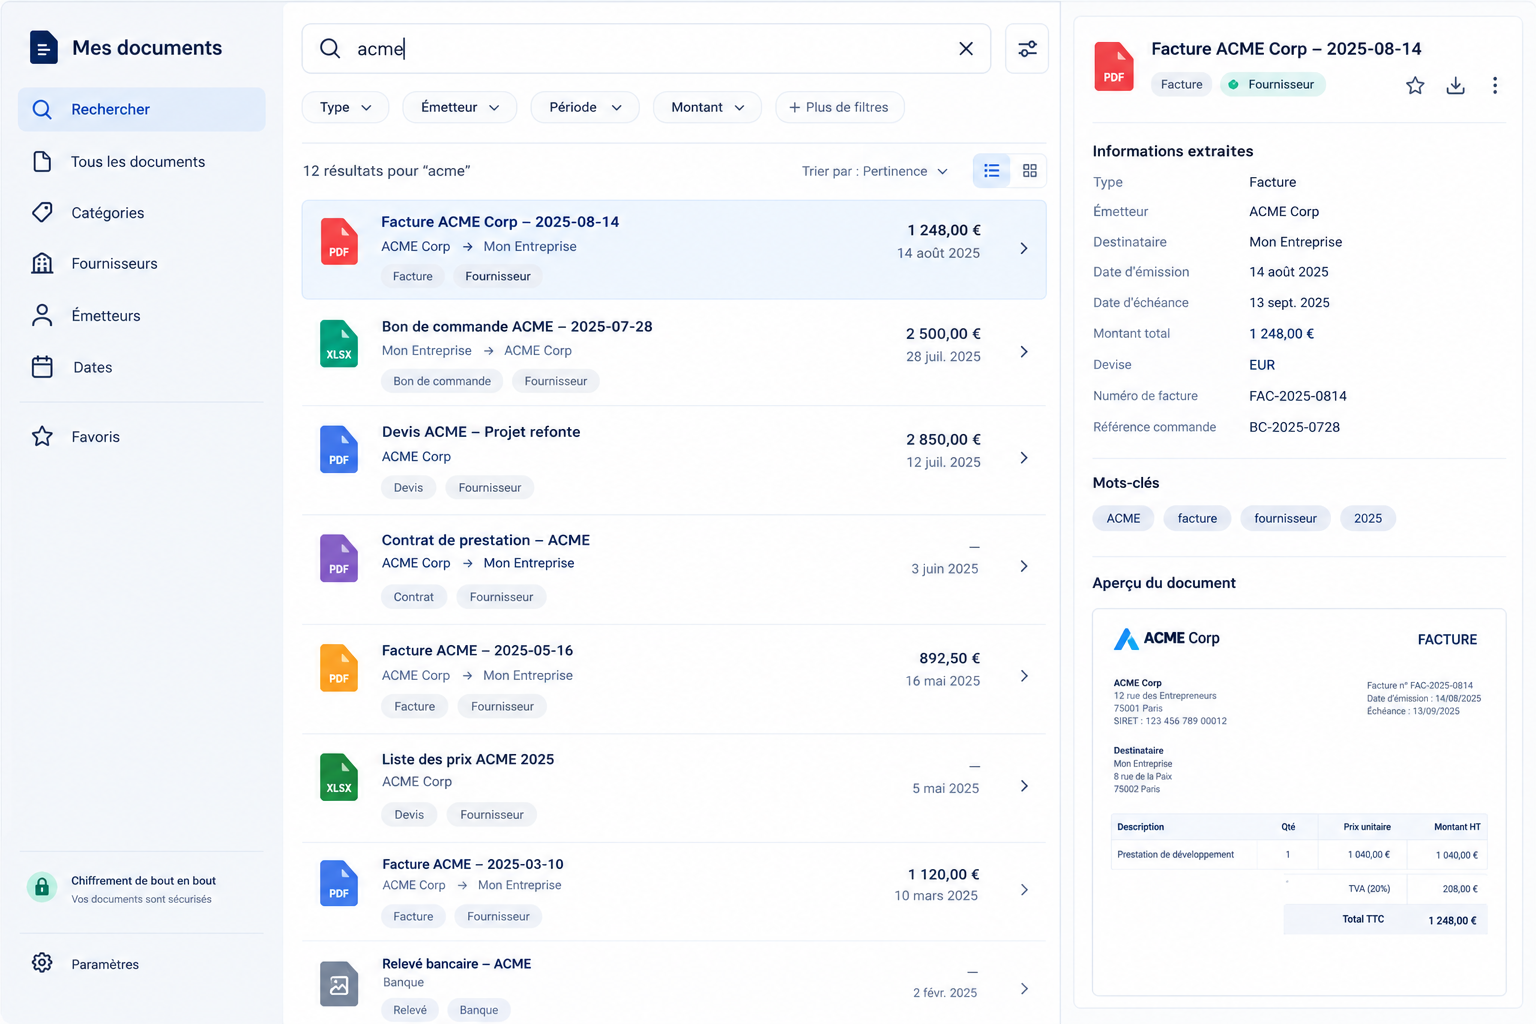 Mes documents
Rechercher
Tous les documents
Catégories
Fournisseurs
Émetteurs
Dates
Favoris
Chiffrement de bout en bout
Vos documents sont sécurisés
Paramètres
acme
Type
Émetteur
Période
Montant
+ Plus de filtres
12 résultats pour “acme”
Trier par : Pertinence
PDF
Facture ACME Corp – 2025-08-14
ACME Corp → Mon Entreprise
Facture
Fournisseur
1 248,00 €
14 août 2025
XLSX
Bon de commande ACME – 2025-07-28
Mon Entreprise → ACME Corp
Bon de commande
Fournisseur
2 500,00 €
28 juil. 2025
PDF
Devis ACME – Projet refonte
ACME Corp
Devis
Fournisseur
2 850,00 €
12 juil. 2025
PDF
Contrat de prestation – ACME
ACME Corp → Mon Entreprise
Contrat
Fournisseur
—
3 juin 2025
PDF
Facture ACME – 2025-05-16
ACME Corp → Mon Entreprise
Facture
Fournisseur
892,50 €
16 mai 2025
XLSX
Liste des prix ACME 2025
ACME Corp
Devis
Fournisseur
—
5 mai 2025
PDF
Facture ACME – 2025-03-10
ACME Corp → Mon Entreprise
Facture
Fournisseur
1 120,00 €
10 mars 2025
Relevé bancaire – ACME
Banque
Relevé
Banque
—
2 févr. 2025
PDF
Facture ACME Corp – 2025-08-14
Facture
Fournisseur
Informations extraites
Type Facture
Émetteur ACME Corp
Destinataire Mon Entreprise
Date d'émission 14 août 2025
Date d'échéance 13 sept. 2025
Montant total 1 248,00 €
Devise EUR
Numéro de facture FAC-2025-0814
Référence commande BC-2025-0728
Mots-clés
ACME
facture
fournisseur
2025
Aperçu du document
ACME Corp
FACTURE
ACME Corp
12 rue des Entrepreneurs
75001 Paris
SIRET : 123 456 789 00012
Facture n° FAC-2025-0814
Date d'émission : 14/08/2025
Échéance : 13/09/2025
Destinataire
Mon Entreprise
8 rue de la Paix
75002 Paris
Description Qté Prix unitaire Montant HT
Prestation de développement 1 1 040,00 € 1 040,00 €
TVA (20%) 208,00 €
Total TTC 1 248,00 €